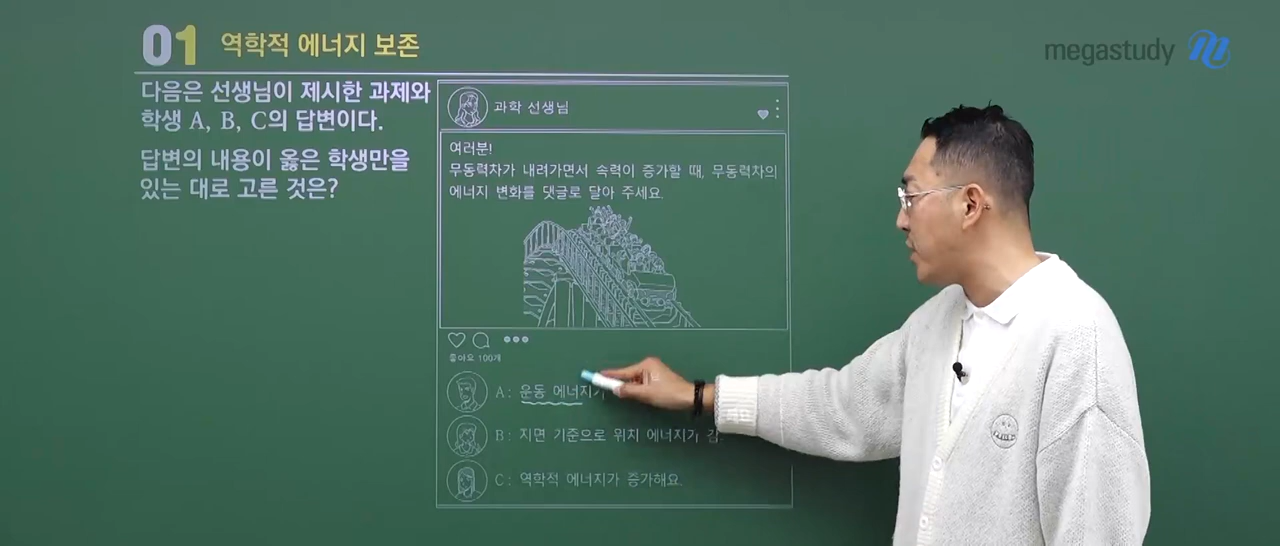 01 역학적 에너지 보존
megastudy
다음은 선생님이 제시한 과제와
학생 A, B, C의 답변이다.
답변의 내용이 옳은 학생만을
있는 대로 고른 것은?
과학 선생님
여러분!
무동력차가 내려가면서 속력이 증가할 때, 무동력차의
에너지 변화를 댓글로 달아 주세요.
좋아요 100개
A: 운동 에너지가
B: 지면 기준으로 위치 에너지가 감
C: 역학적 에너지가 증가해요.